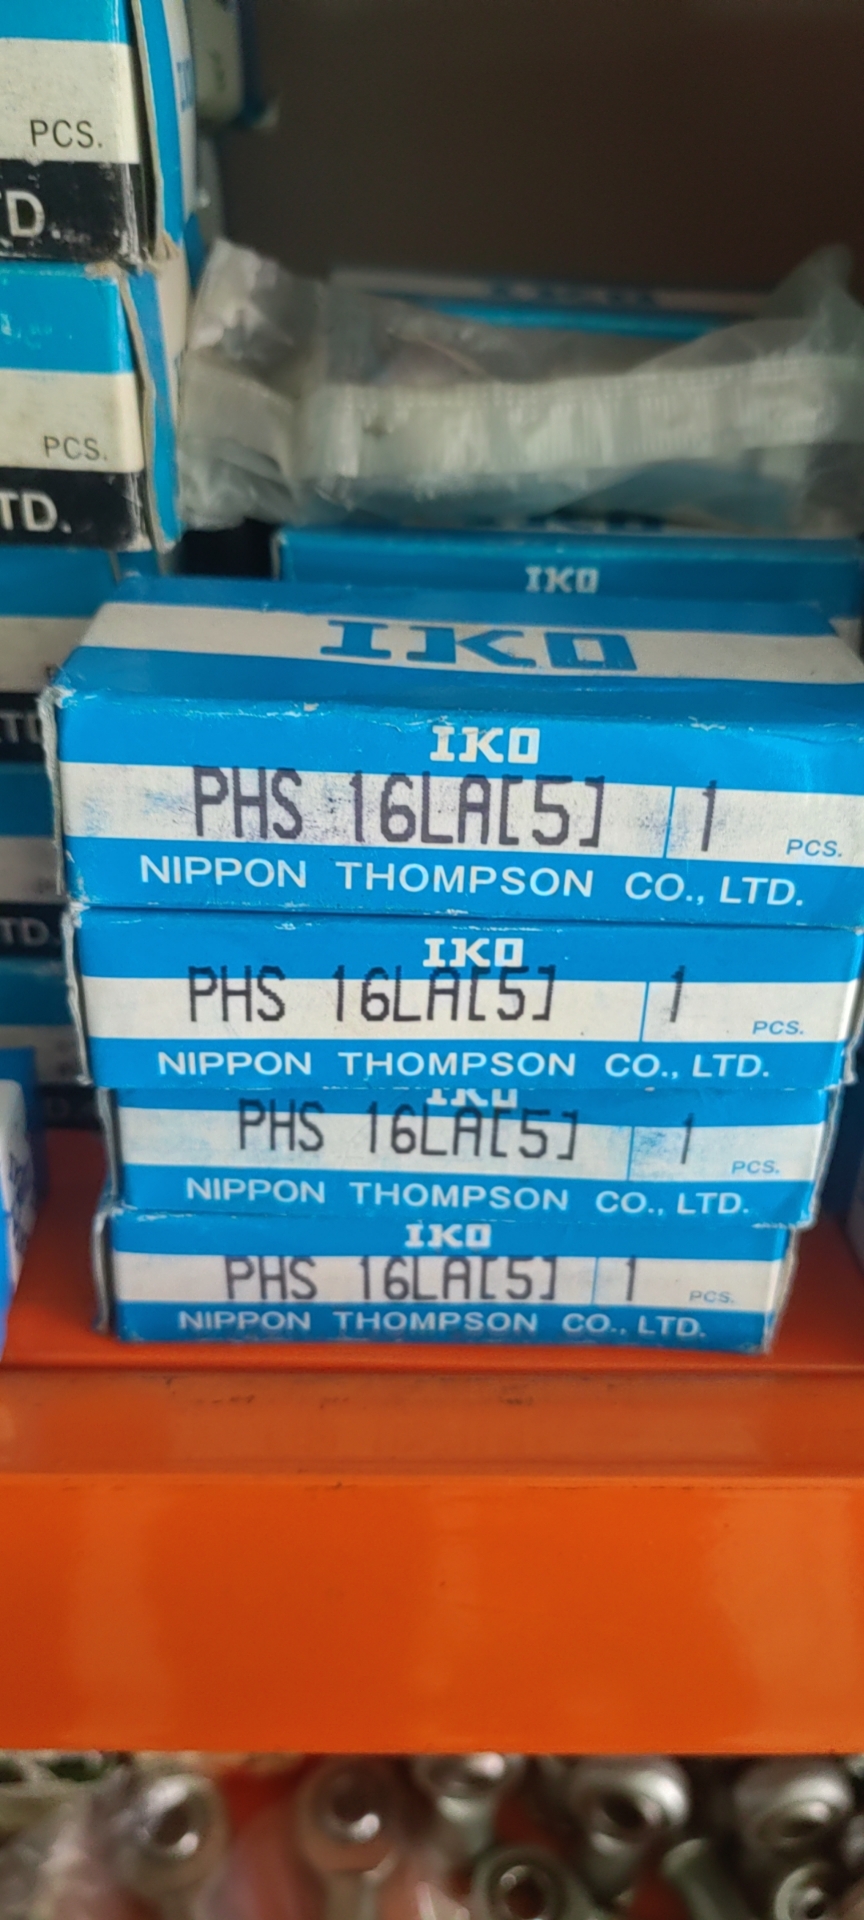 PCS.
TD.
PCS.
TD.
IKO
IKO
IKO
PHS 16LA[5] 1 PCS.
NIPPON THOMPSON CO., LTD.
IKO
PHS 16LA[5] 1 PCS.
NIPPON THOMPSON CO., LTD.
IKO
PHS 16LA[5] 1 PCS.
NIPPON THOMPSON CO., LTD.
IKO
PHS 16LA[5] 1 PCS.
NIPPON THOMPSON CO., LTD.
TD.